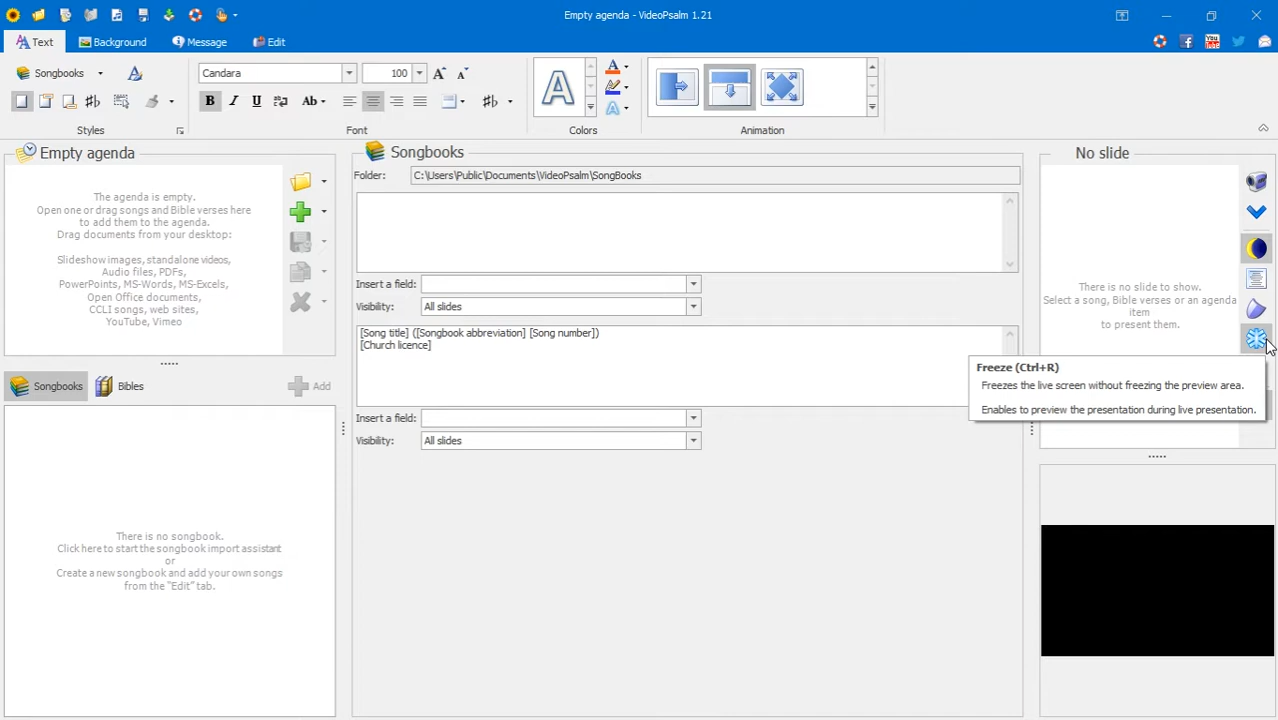 Empty agenda - VideoPsalm 1.21
Text
Background
Message
Edit
Songbooks
Candara
100
B I U Ab
Styles
Font
Colors
Animation
Empty agenda
The agenda is empty.
Open one or drag songs and Bible verses here
to add them to the agenda.
Drag documents from your desktop:
Slideshow images, standalone videos,
Audio files, PDFs,
PowerPoints, MS-Words, MS-Excels,
Open Office documents,
CCLI songs, web sites,
YouTube, Vimeo
Songbooks
Bibles
Add
There is no songbook.
Click here to start the songbook import assistant
or
Create a new songbook and add your own songs
from the "Edit" tab.
Songbooks
Folder:
C:\Users\Public\Documents\VideoPsalm\SongBooks
Insert a field:
Visibility:
All slides
[Song title] ([Songbook abbreviation] [Song number])
[Church licence]
Insert a field:
Visibility:
All slides
No slide
There is no slide to show.
Select a song, Bible verses or an agenda
item
to present them.
Freeze (Ctrl+R)
Freezes the live screen without freezing the preview area.
Enables to preview the presentation during live presentation.